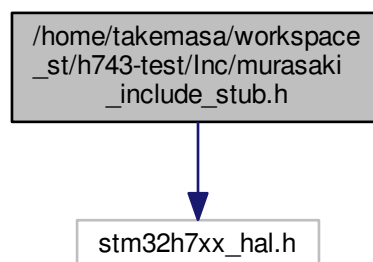 /home/takemasa/workspace
_st/h743-test/Inc/murasaki
_include_stub.h
stm32h7xx_hal.h